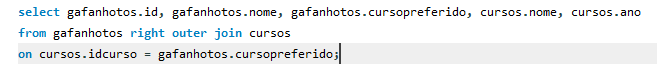 select gafanhotos.id, gafanhotos.nome, gafanhotos.cursopreferido, cursos.nome, cursos.ano
from gafanhotos right outer join cursos
on cursos.idcurso = gafanhotos.cursopreferido;